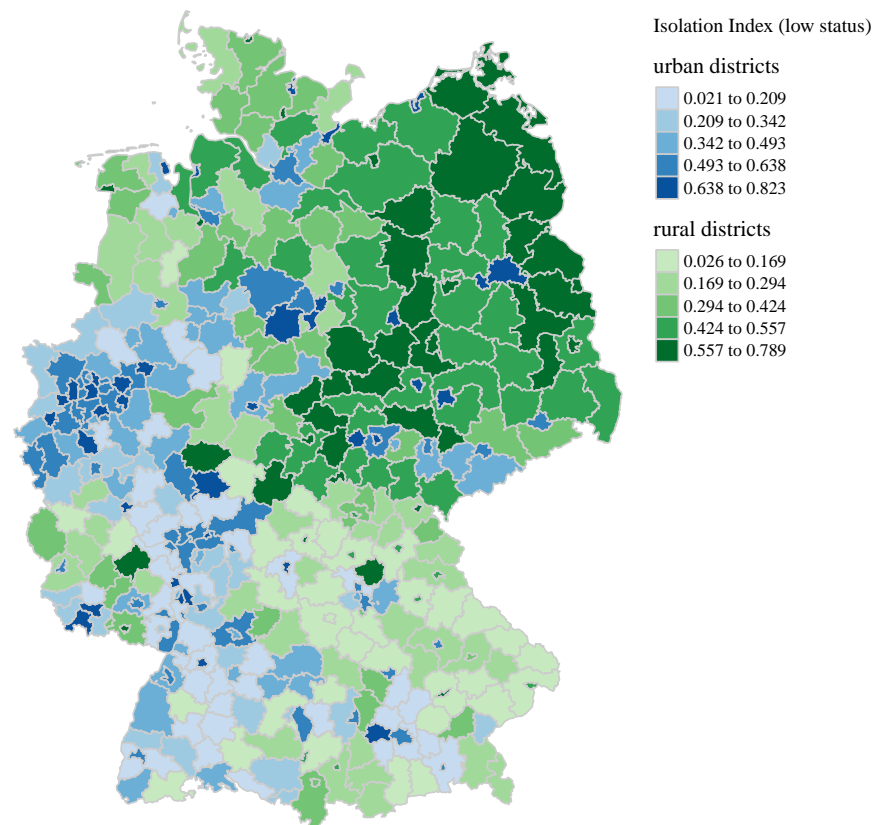 Isolation Index (low status)
urban districts
0.021 to 0.209
0.209 to 0.342
0.342 to 0.493
0.493 to 0.638
0.638 to 0.823
rural districts
0.026 to 0.169
0.169 to 0.294
0.294 to 0.424
0.424 to 0.557
0.557 to 0.789